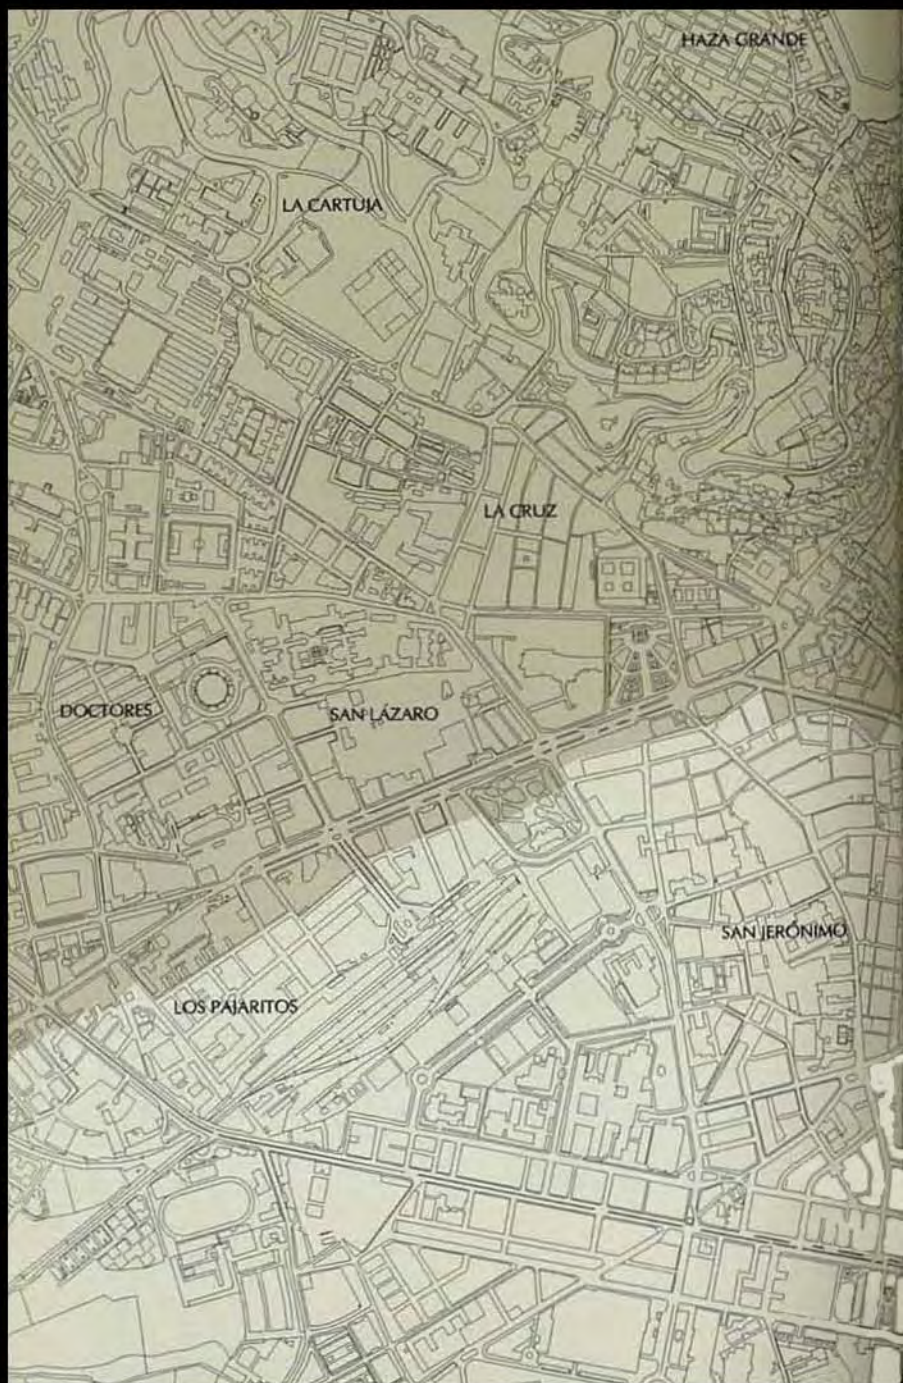 HAZA GRANDE
LA CARTUJA
LA CRUZ
DOCTORES
SAN LÁZARO
SAN JERÓNIMO
LOS PAJARITOS